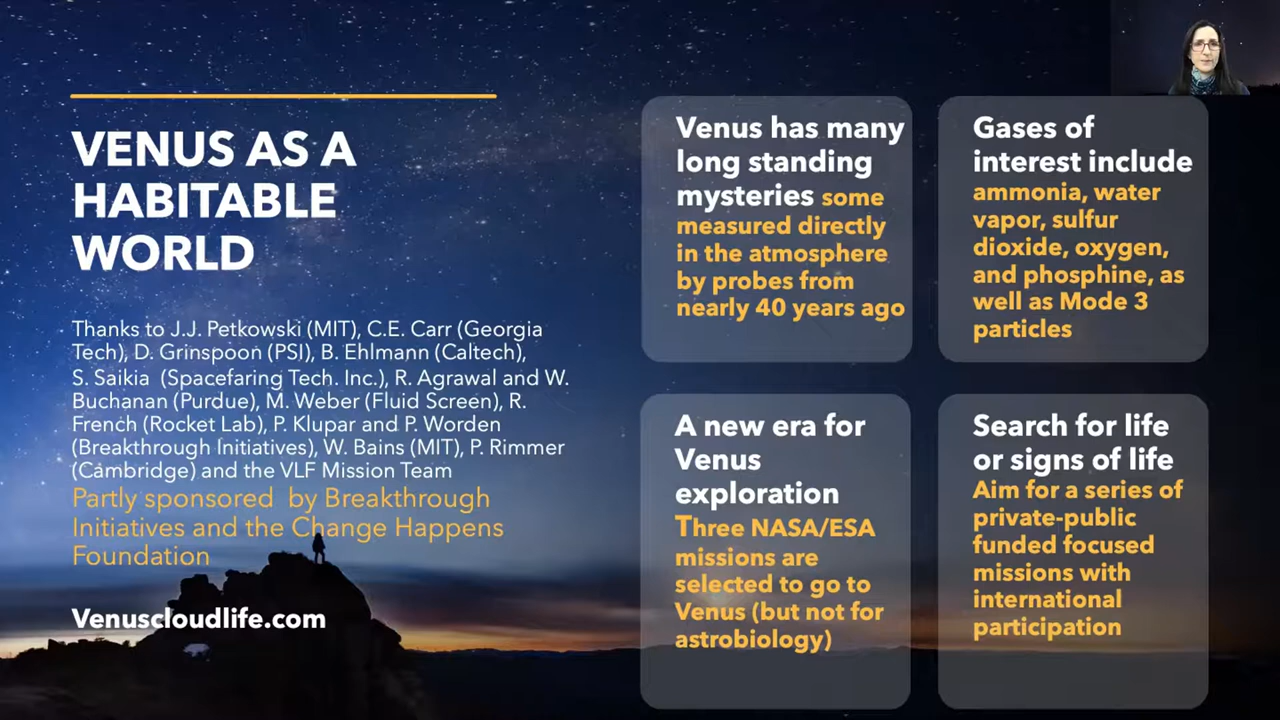 VENUS AS A
HABITABLE
WORLD
Thanks to J.J. Petkowski (MIT), C.E. Carr (Georgia
Tech), D. Grinspoon (PSI), B. Ehlmann (Caltech),
S. Saikia (Spacefaring Tech. Inc.), R. Agrawal and W.
Buchanan (Purdue), M. Weber (Fluid Screen), R.
French (Rocket Lab), P. Klupar and P. Worden
(Breakthrough Initiatives), W. Bains (MIT), P. Rimmer
(Cambridge) and the VLF Mission Team
Partly sponsored by Breakthrough
Initiatives and the Change Happens
Foundation
Venuscloudlife.com
Venus has many
long standing
mysteries some
measured directly
in the atmosphere
by probes from
nearly 40 years ago
Gases of
interest include
ammonia, water
vapor, sulfur
dioxide, oxygen,
and phosphine, as
well as Mode 3
particles
A new era for
Venus
exploration
Three NASA/ESA
missions are
selected to go to
Venus (but not for
astrobiology)
Search for life
or signs of life
Aim for a series of
private-public
funded focused
missions with
international
participation